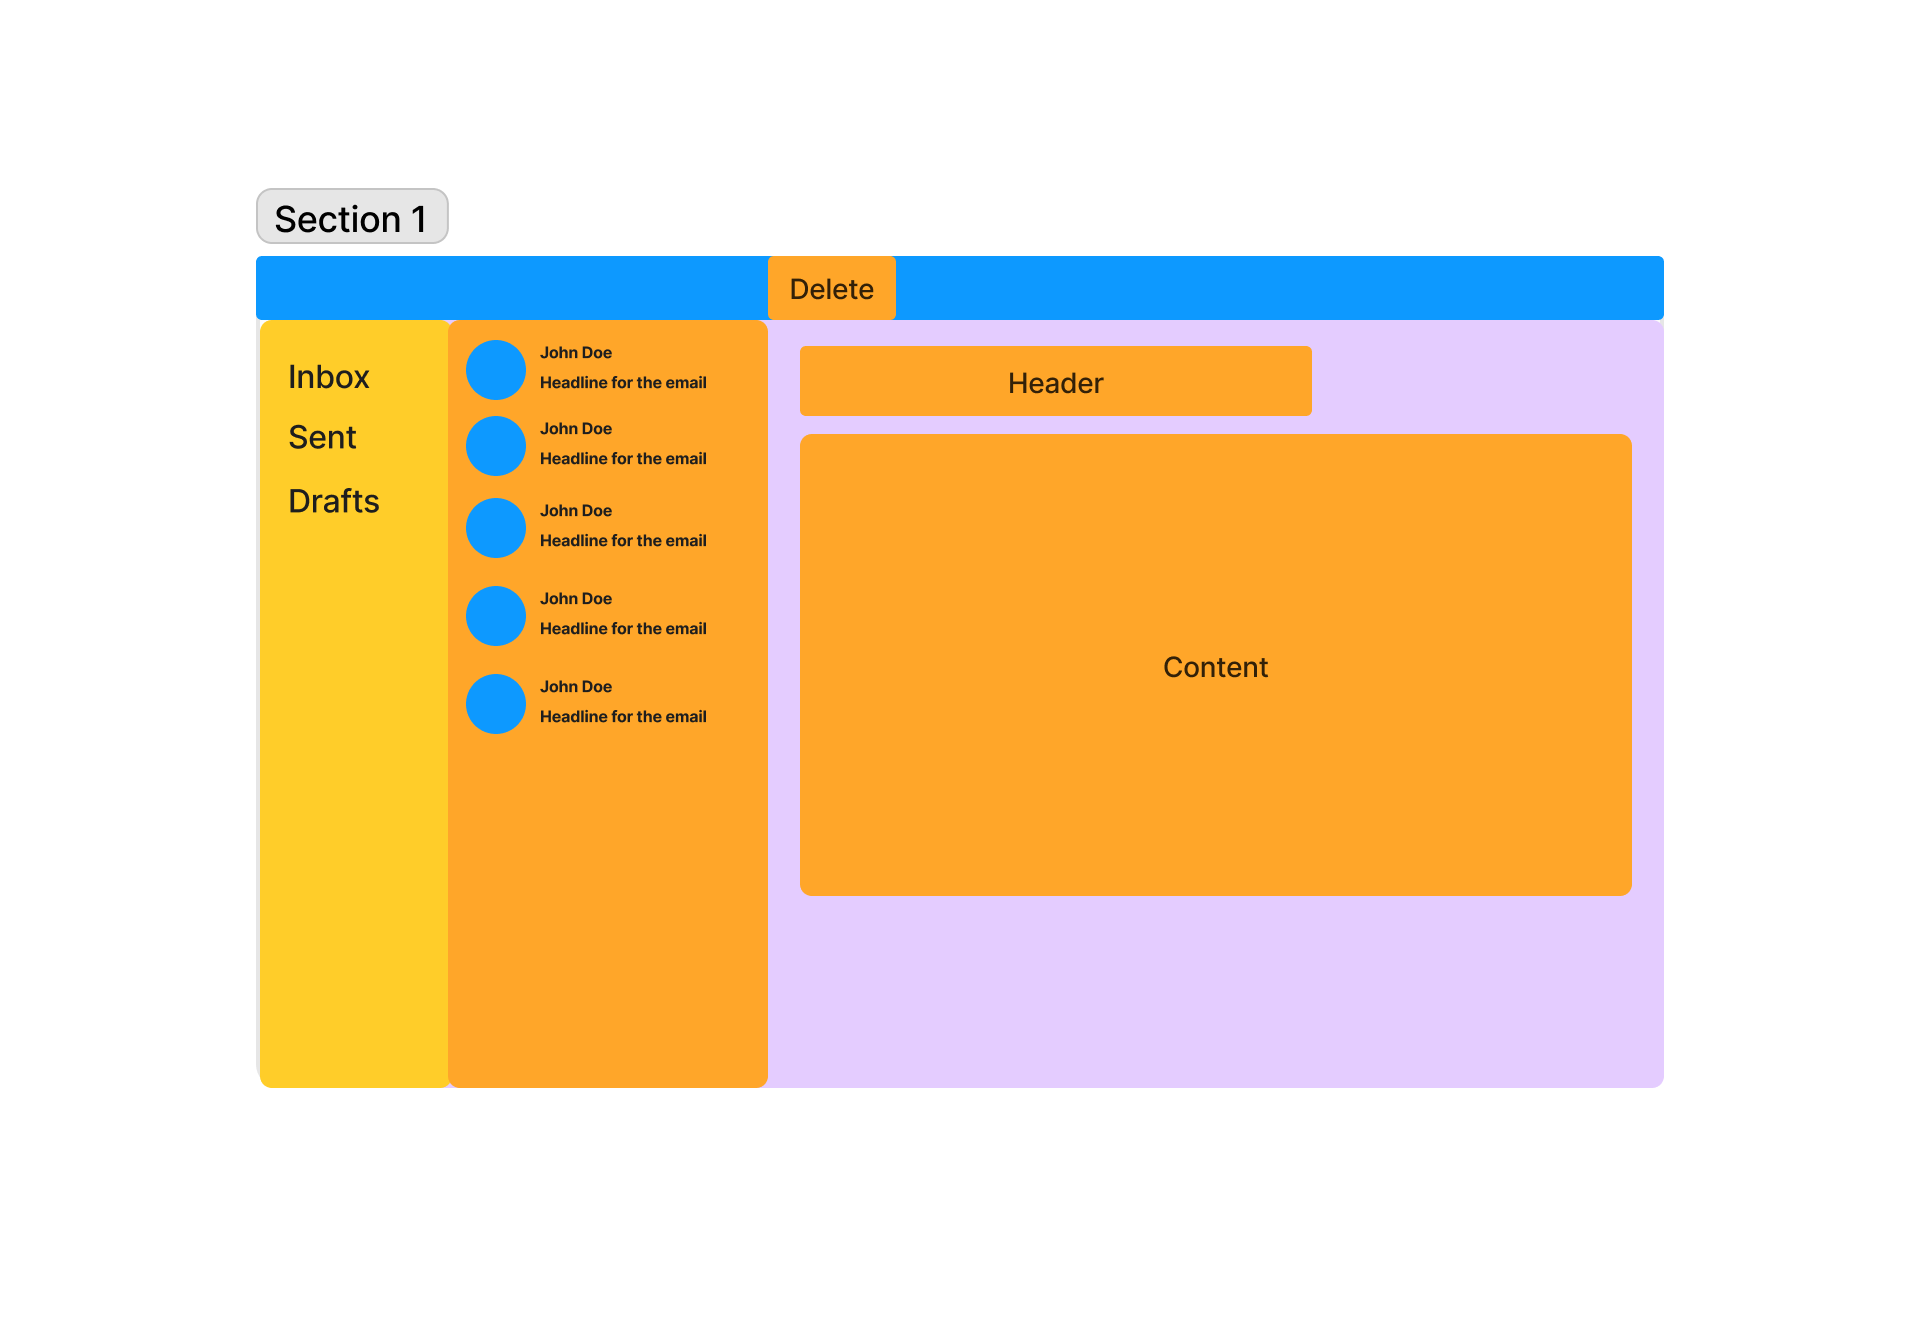 Section 1
Delete
Inbox
Sent
Drafts
John Doe
Headline for the email
John Doe
Headline for the email
John Doe
Headline for the email
John Doe
Headline for the email
John Doe
Headline for the email
Header
Content